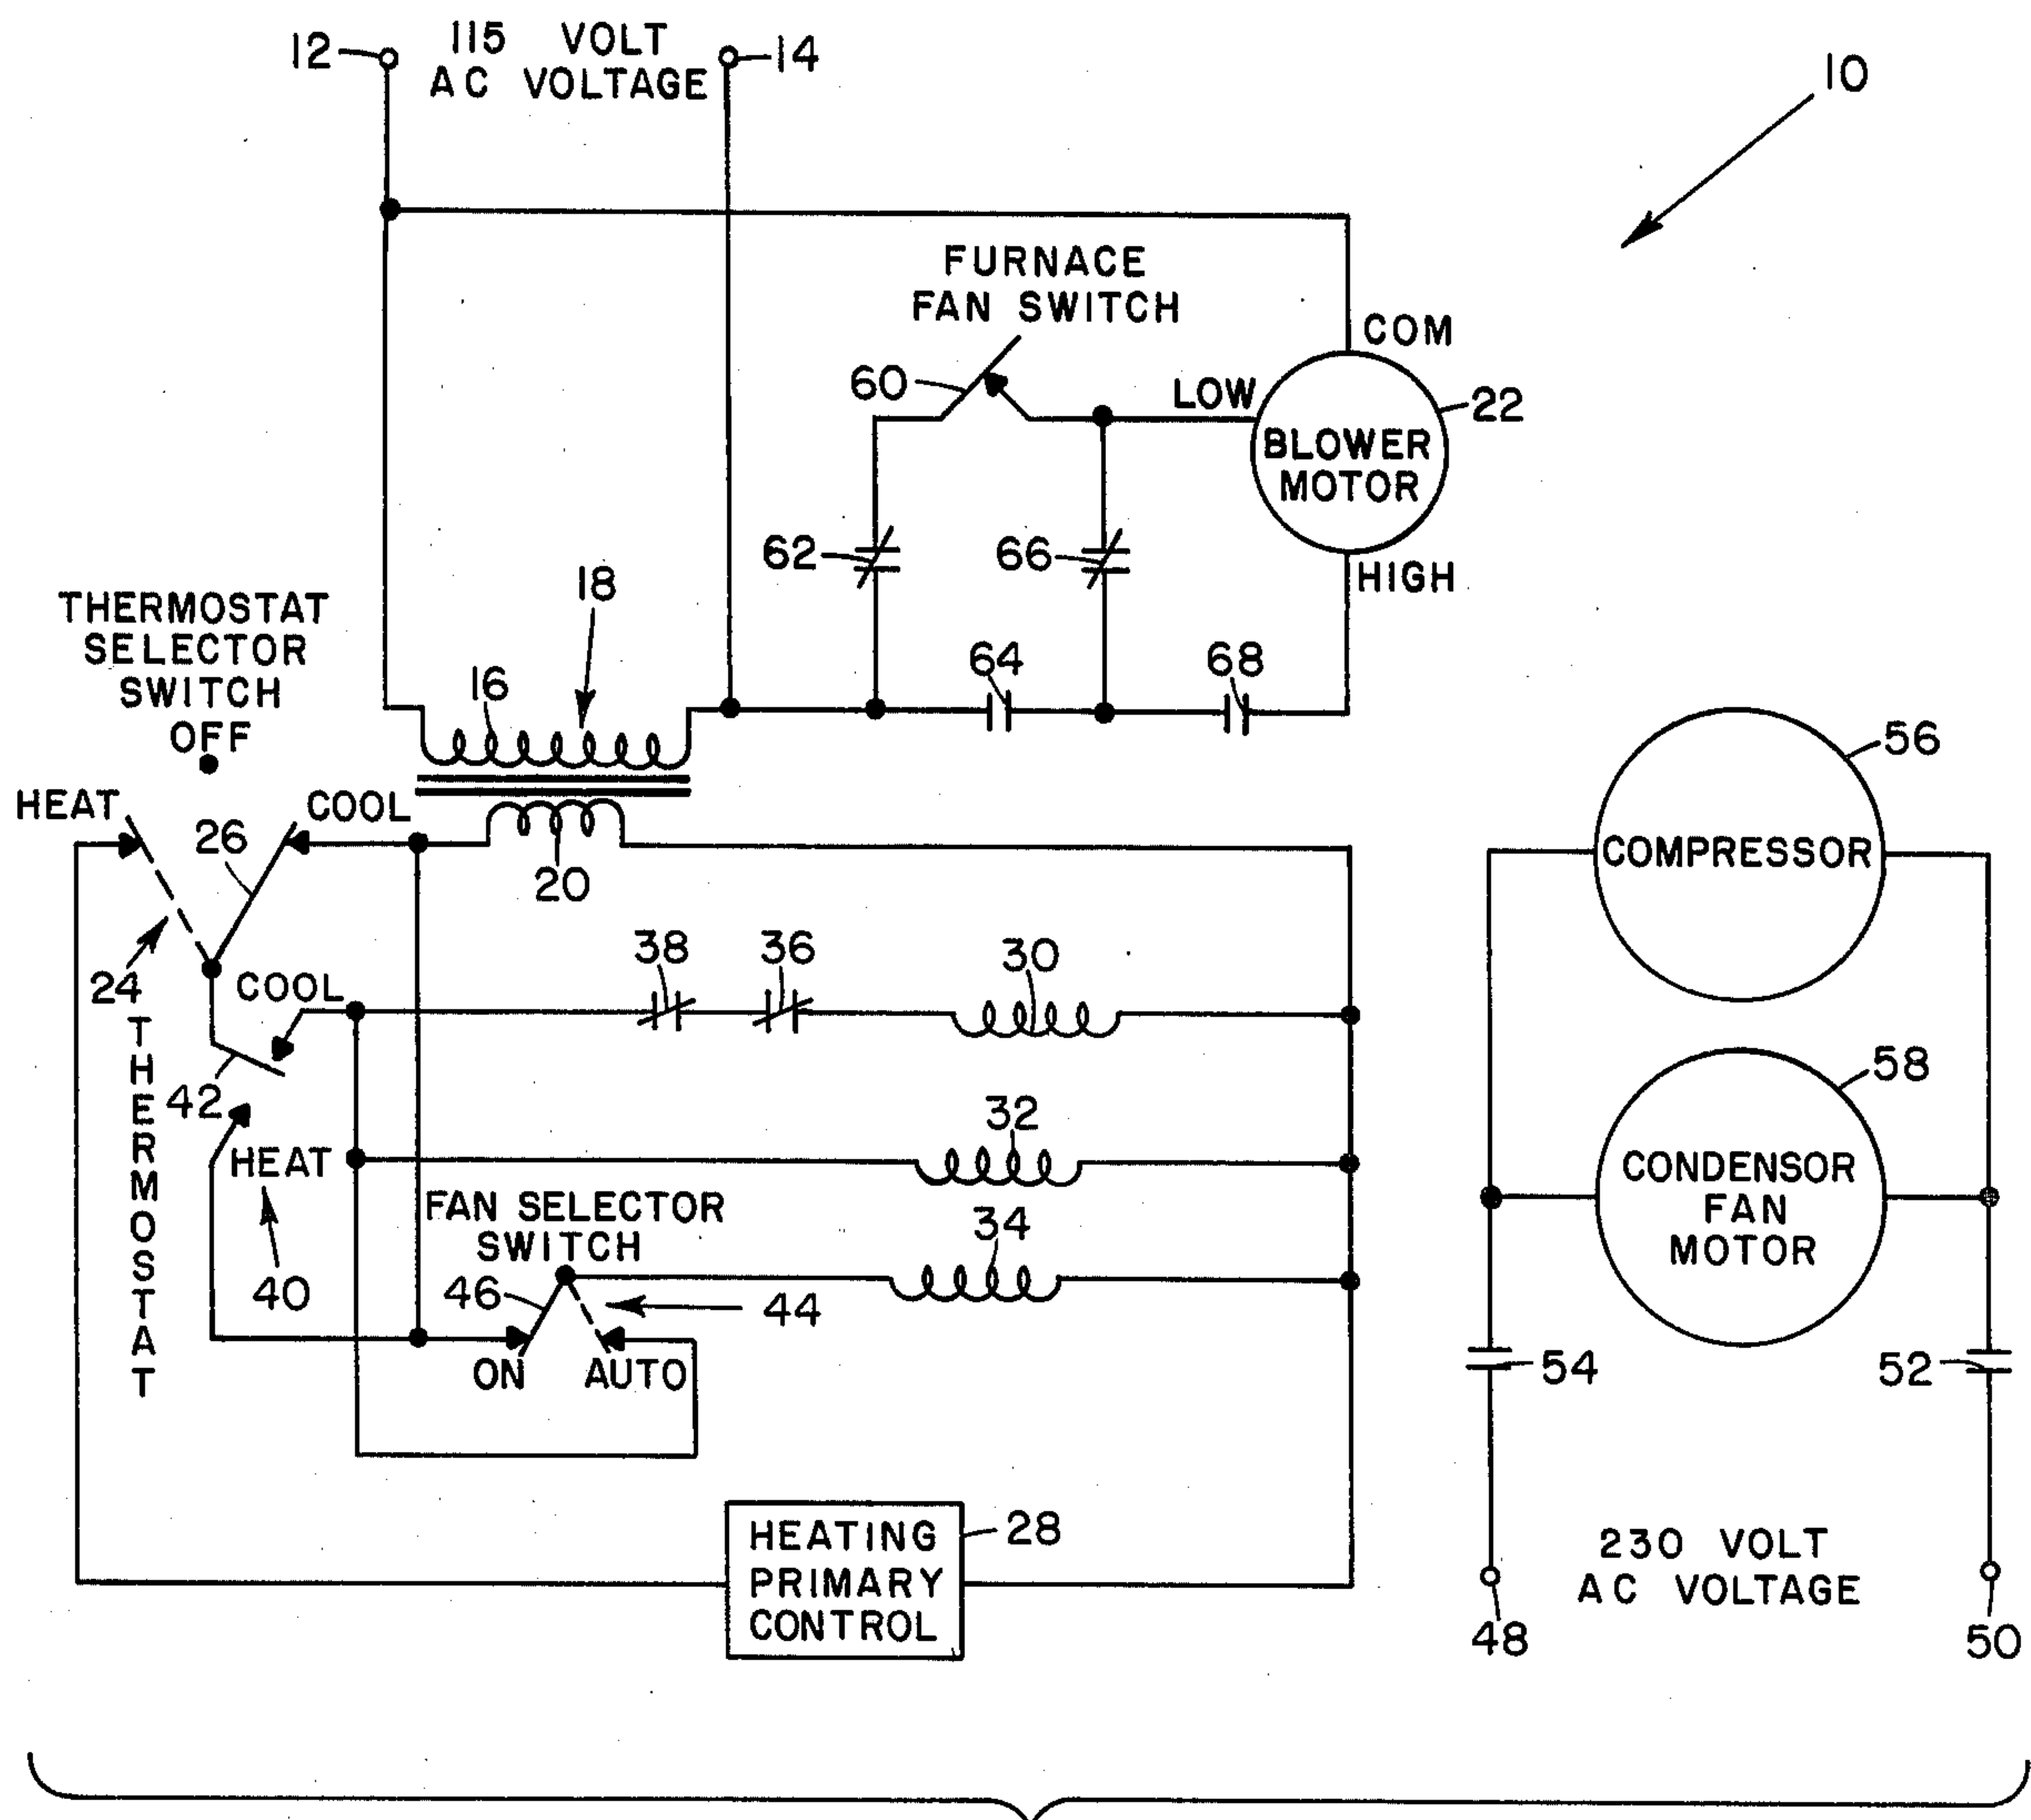 12
115 VOLT
AC VOLTAGE
14
10
FURNACE
FAN SWITCH
COM
60
LOW
22
BLOWER
MOTOR
62
66
HIGH
18
THERMOSTAT
SELECTOR
SWITCH
OFF
16
64
68
56
HEAT
26
COOL
20
COMPRESSOR
24
COOL
38
36
30
THERMOSTAT
42
58
32
HEAT
CONDENSOR
FAN
MOTOR
FAN SELECTOR
SWITCH
34
40
46
44
ON
AUTO
54
52
HEATING
PRIMARY
CONTROL
28
230 VOLT
AC VOLTAGE
48
50